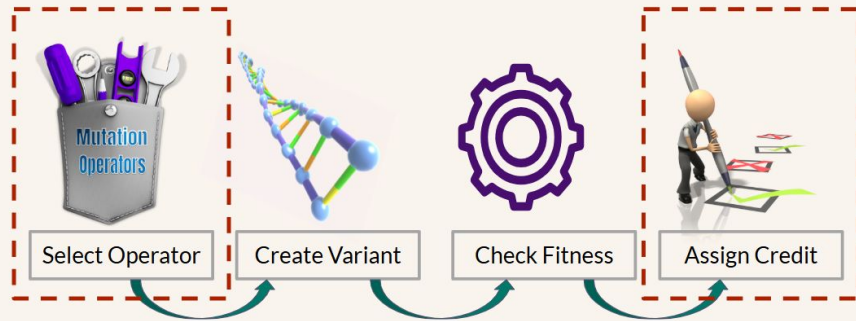 Mutation
Operators
Select Operator
Create Variant
Check Fitness
Assign Credit